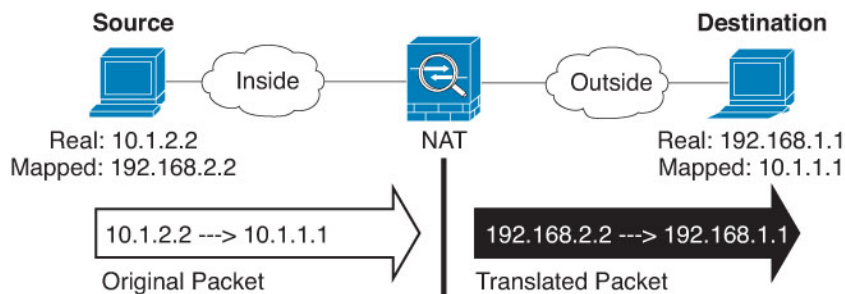 Source
Destination
Inside
Outside
Real: 10.1.2.2
Mapped: 192.168.2.2
NAT
Real: 192.168.1.1
Mapped: 10.1.1.1
10.1.2.2 ---> 10.1.1.1
192.168.2.2 ---> 192.168.1.1
Original Packet
Translated Packet